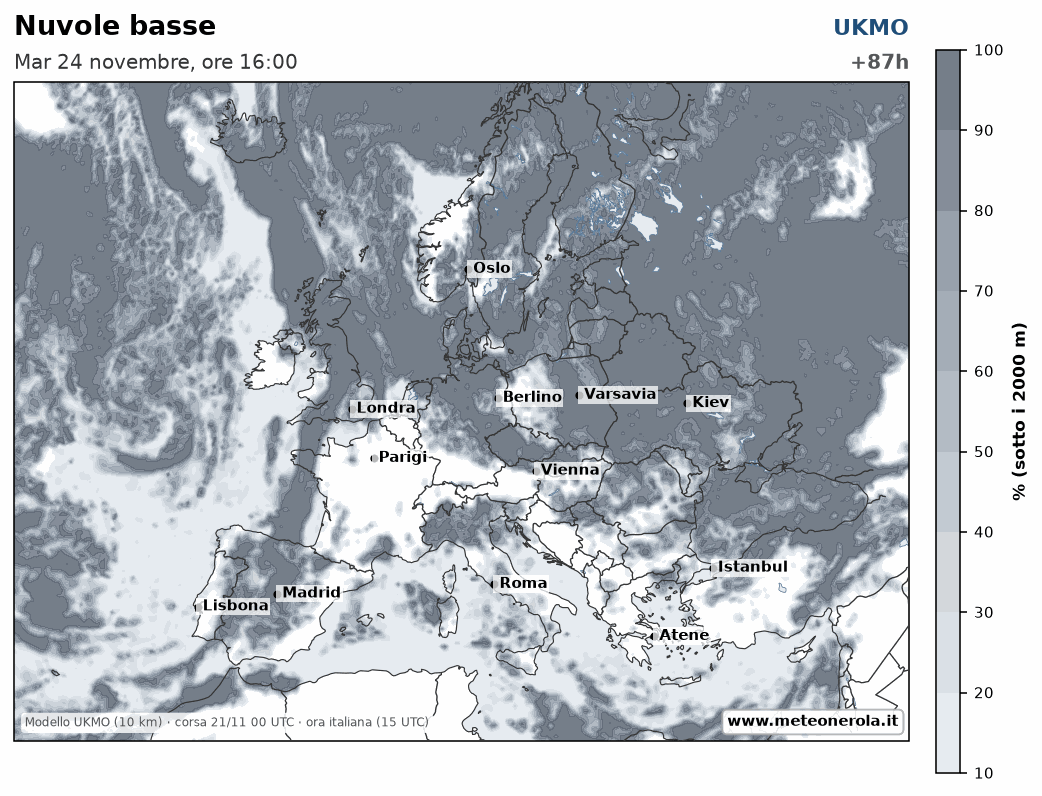 Nuvole basse
UKMO
Mar 24 novembre, ore 16:00
+87h
100
90
80
70
60
50
40
30
20
10
% (sotto i 2000 m)
Oslo
Berlino
Varsavia
Kiev
Londra
Parigi
Vienna
Istanbul
Roma
Madrid
Lisbona
Atene
Modello UKMO (10 km) · corsa 21/11 00 UTC · ora italiana (15 UTC)
www.meteonerola.it